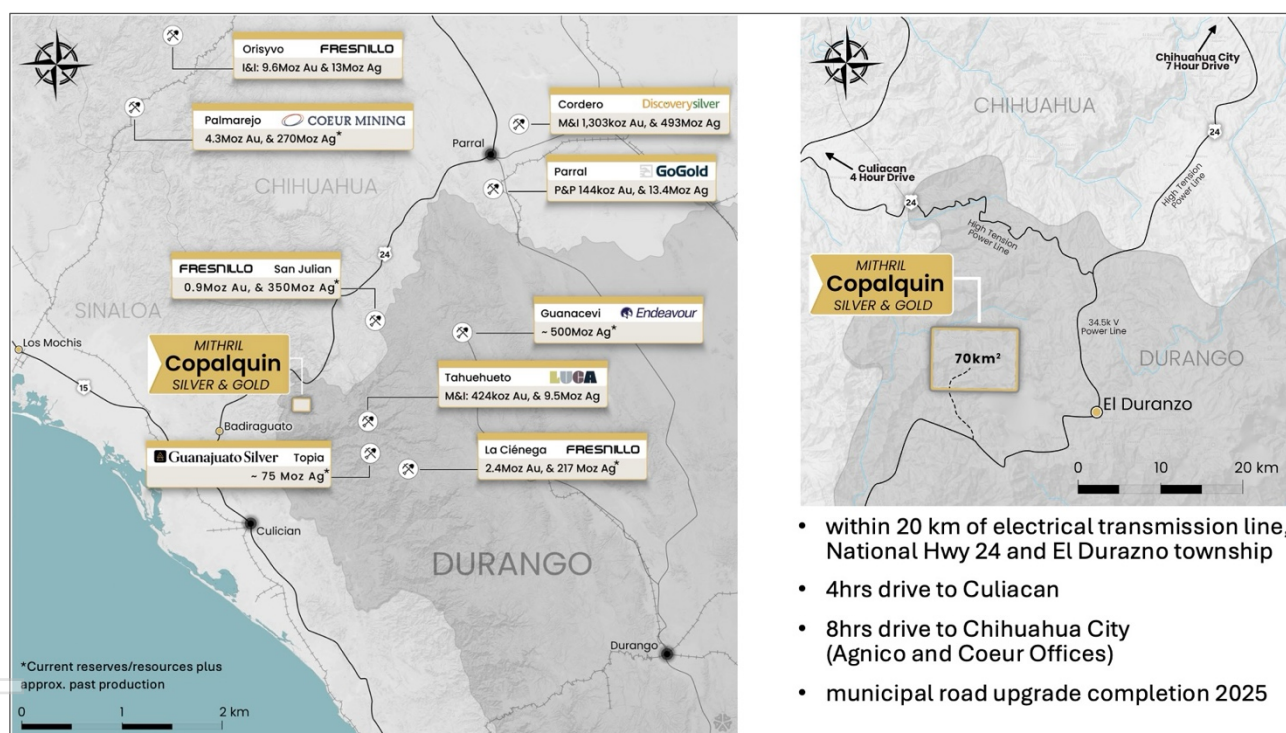 Orisyvo FRESNILLO
I&I: 9.6Moz Au & 13Moz Ag
Palmarejo COEUR MINING
4.3Moz Au, & 270Moz Ag*
Cordero Discoverysilver
M&I 1,303koz Au, & 493Moz Ag
Parral
Parral GoGold
P&P 144koz Au, & 13.4Moz Ag
CHIHUAHUA
24
FRESNILLO San Julian
0.9Moz Au, & 350Moz Ag*
SINALOA
Guanacevi Endeavour
~ 500Moz Ag*
Los Mochis
MITHRIL
Copalquin
SILVER & GOLD
15
Tahuehueto LUCA
M&I: 424koz Au, & 9.5Moz Ag
Badiraguato
Guanajuato Silver Topia
~ 75 Moz Ag*
La Ciénega FRESNILLO
2.4Moz Au, & 217 Moz Ag*
Culician
DURANGO
Durango
*Current reserves/resources plus
approx. past production
0 1 2 km
Chihuahua City
7 Hour Drive
CHIHUAHUA
24
Culiacan
4 Hour Drive
24
High Tension
Power Line
High Tension
Power Line
MITHRIL
Copalquin
SILVER & GOLD
34.5k V
Power Line
70km²
DURANGO
El Duranzo
0 10 20 km
• within 20 km of electrical transmission line,
National Hwy 24 and El Durazno township
• 4hrs drive to Culiacan
• 8hrs drive to Chihuahua City
(Agnico and Coeur Offices)
• municipal road upgrade completion 2025